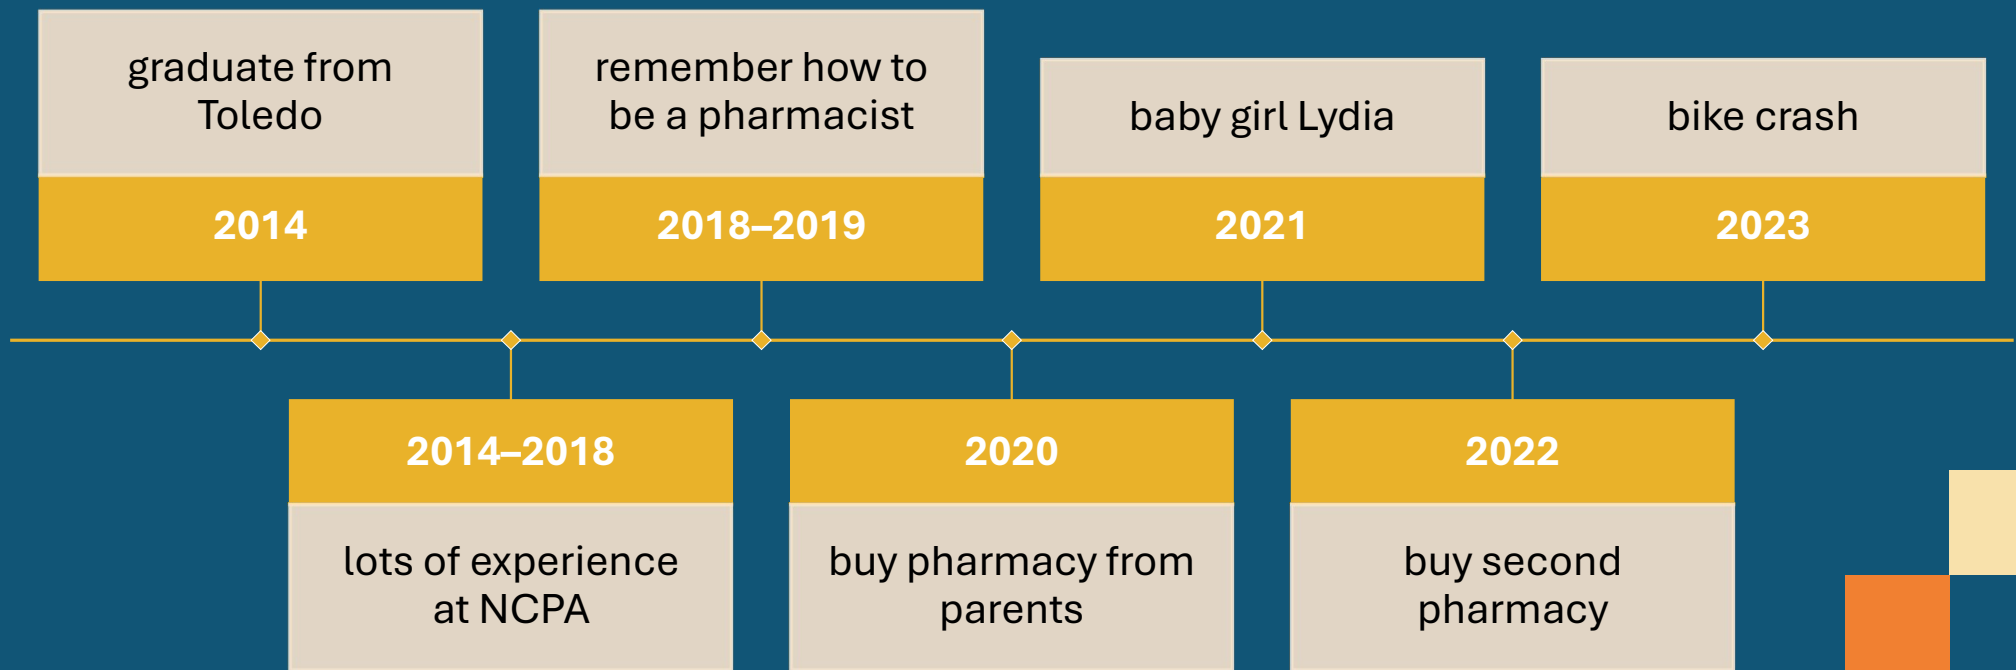 graduate from
Toledo
2014
2014–2018
lots of experience
at NCPA
remember how to
be a pharmacist
2018–2019
2020
buy pharmacy from
parents
baby girl Lydia
2021
2022
buy second
pharmacy
bike crash
2023